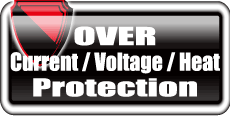 OVER
Current / Voltage / Heat
Protection